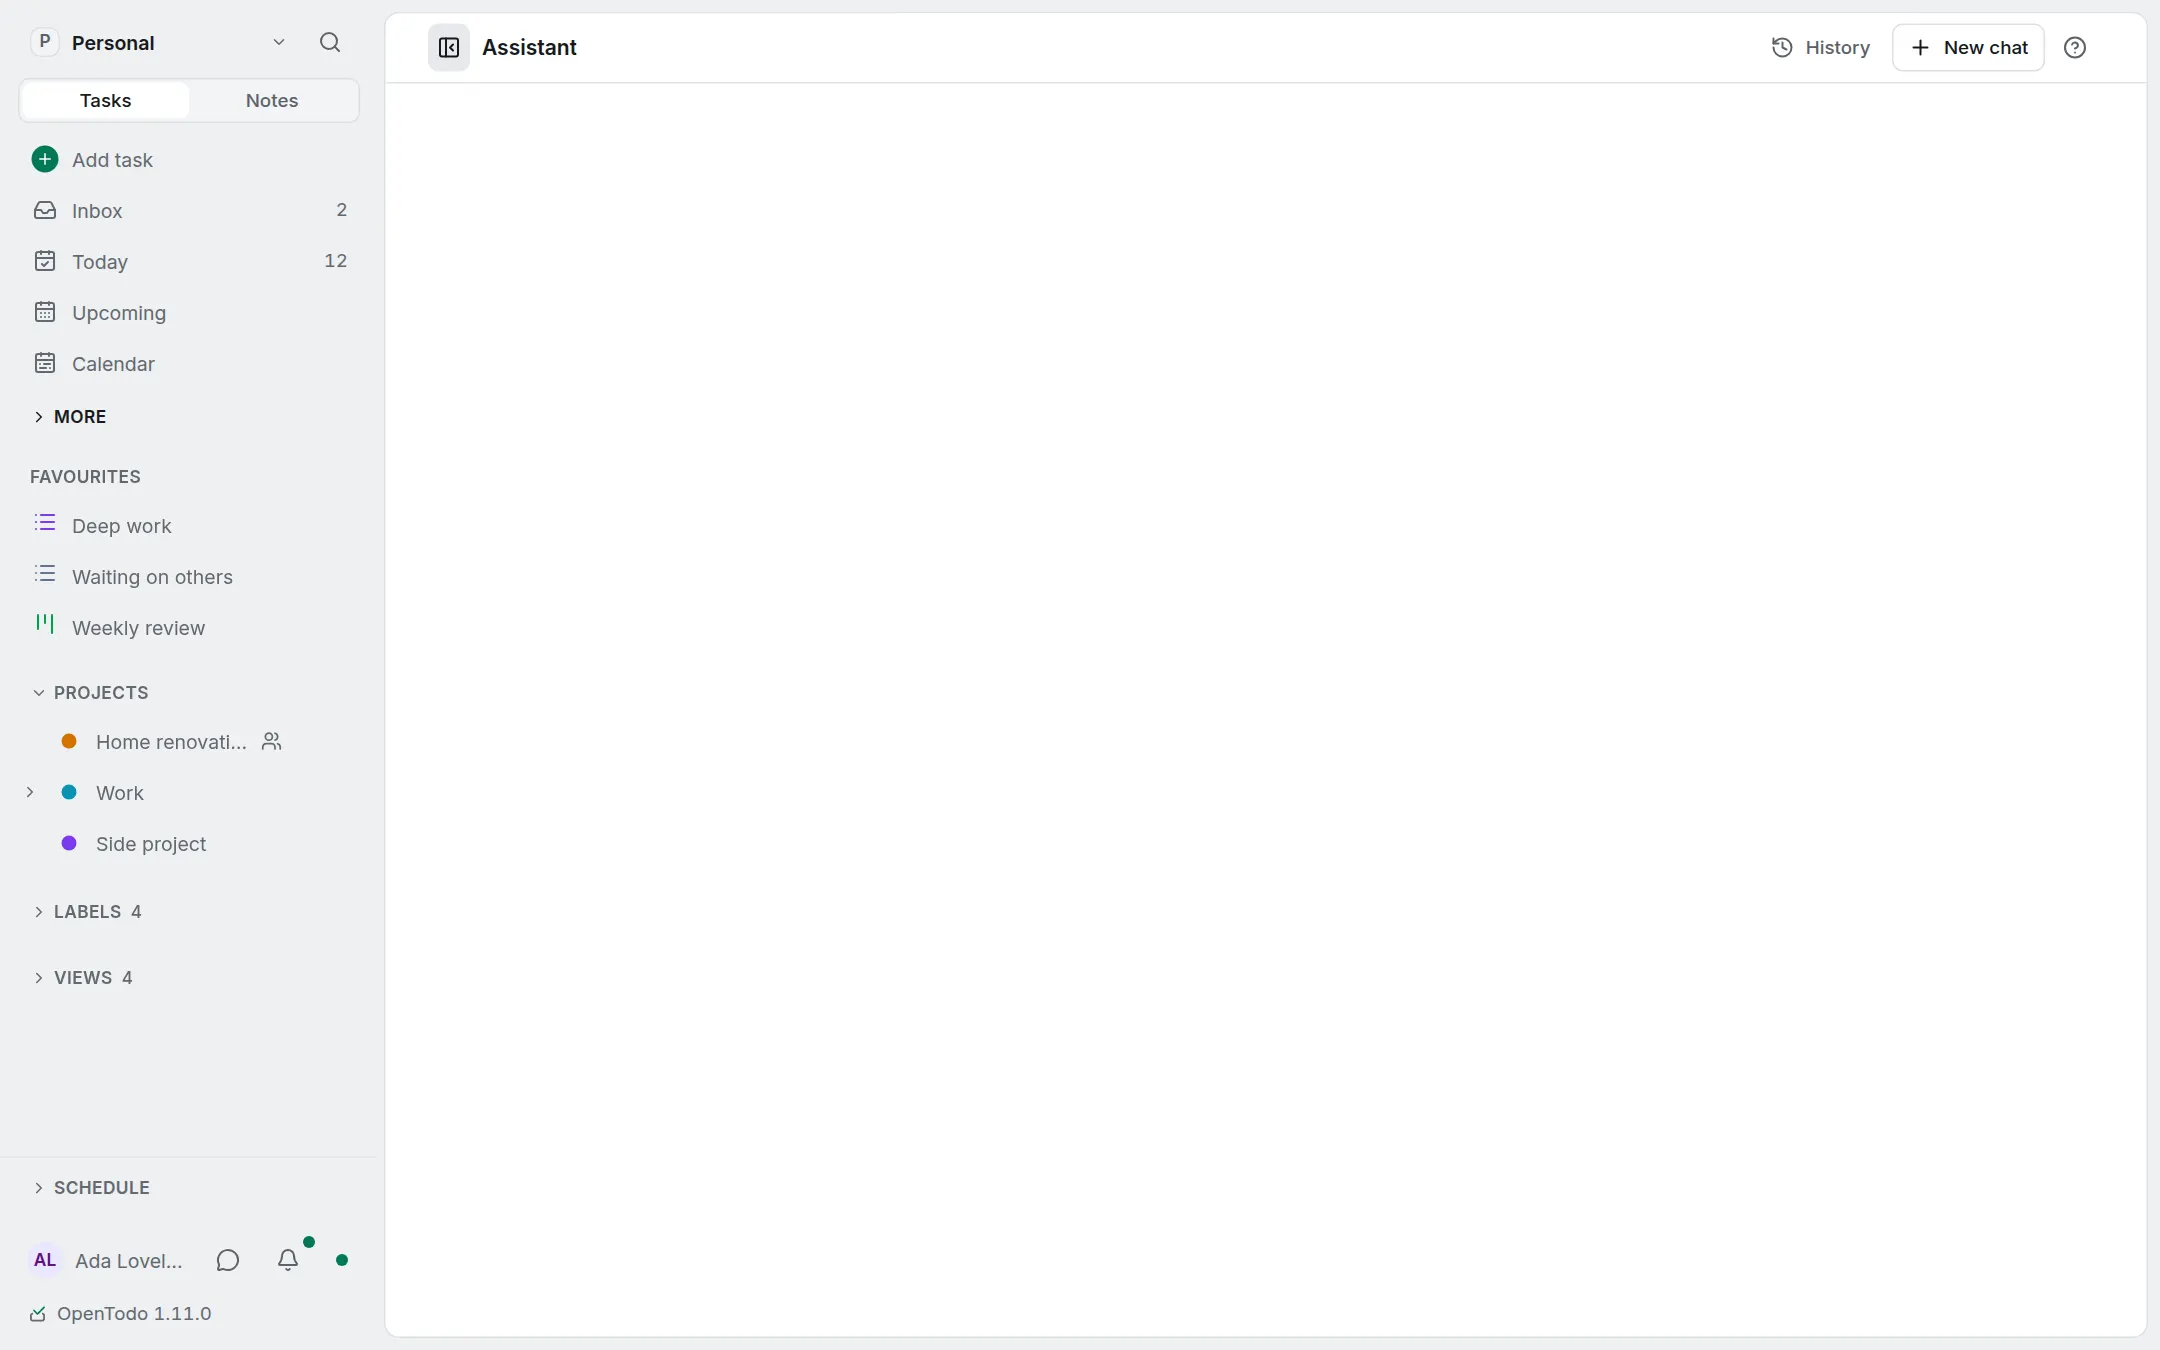 P Personal
Tasks Notes
Add task
Inbox 2
Today 12
Upcoming
Calendar
MORE
FAVOURITES
Deep work
Waiting on others
Weekly review
PROJECTS
Home renovati...
Work
Side project
LABELS 4
VIEWS 4
SCHEDULE
AL Ada Lovel...
OpenTodo 1.11.0
Assistant
History
New chat